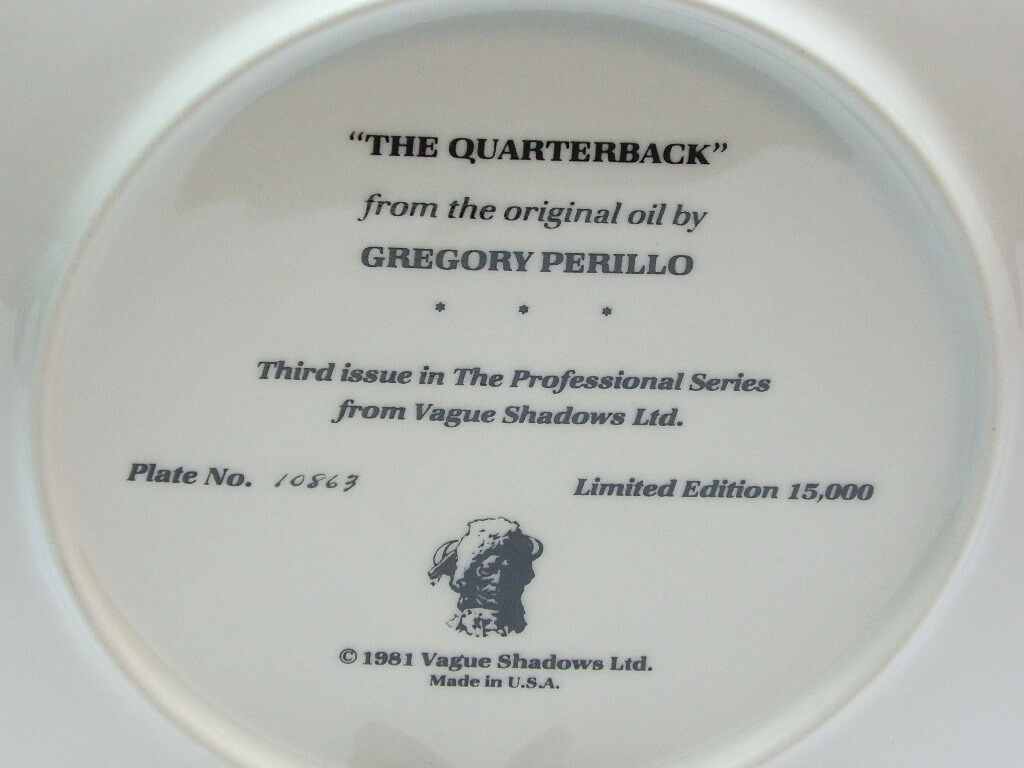 “THE QUARTERBACK”
from the original oil by
GREGORY PERILLO
* * *
Third issue in The Professional Series
from Vague Shadows Ltd.
Plate No. 10863 Limited Edition 15,000
© 1981 Vague Shadows Ltd.
Made in U.S.A.